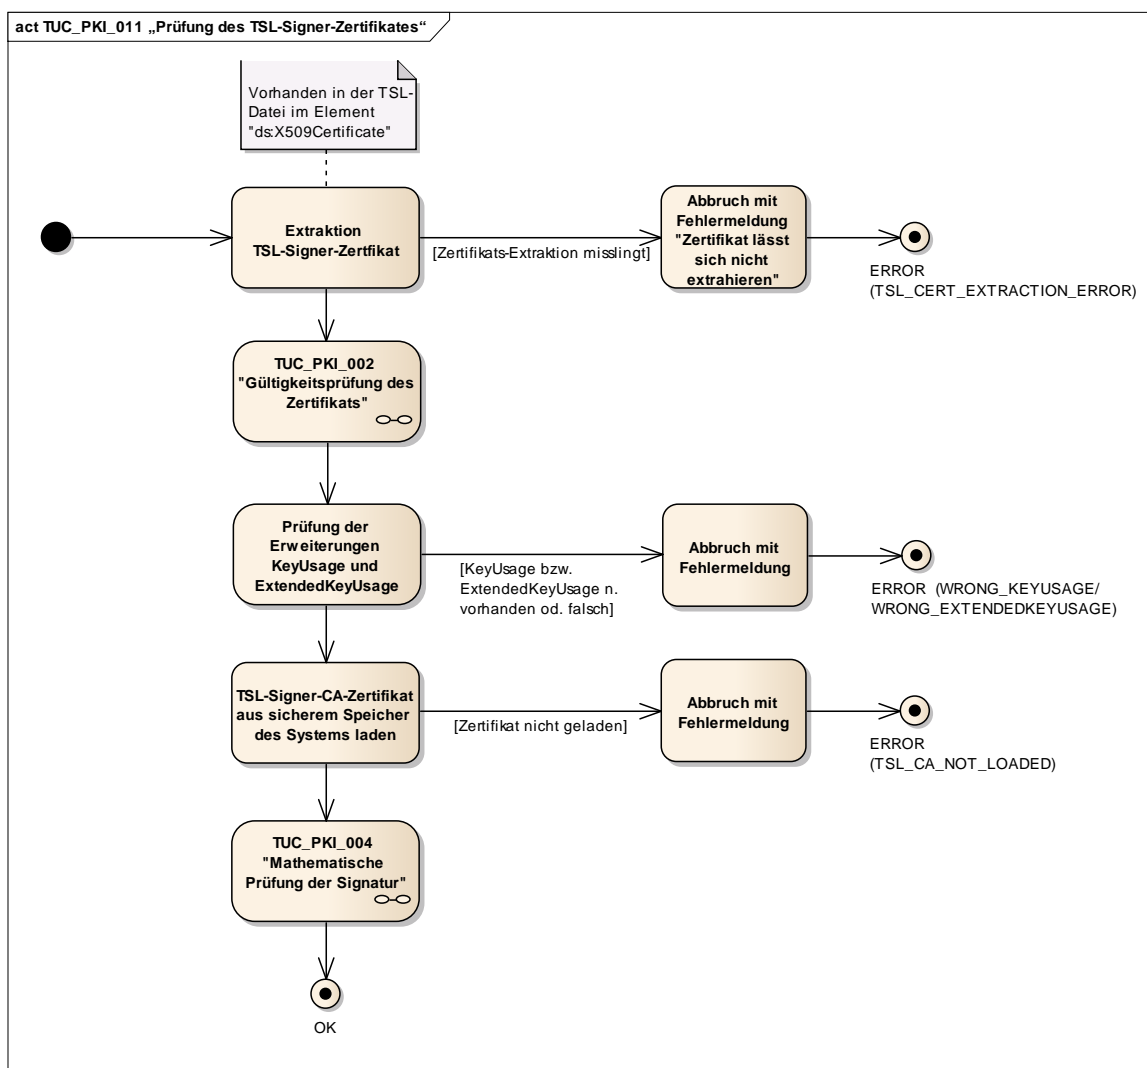 act TUC_PKI_011 „Prüfung des TSL-Signer-Zertifikates“
Vorhanden in der TSL-
Datei im Element
"ds:X509Certificate"
Extraktion
TSL-Signer-Zertfikat
[Zertifikats-Extraktion misslingt]
Abbruch mit
Fehlermeldung
"Zertifikat lässt
sich nicht
extrahieren"
ERROR
(TSL_CERT_EXTRACTION_ERROR)
TUC_PKI_002
"Gültigkeitsprüfung des
Zertifikats"
Prüfung der
Erweiterungen
KeyUsage und
ExtendedKeyUsage
[KeyUsage bzw.
ExtendedKeyUsage n.
vorhanden od. falsch]
Abbruch mit
Fehlermeldung
ERROR (WRONG_KEYUSAGE/
WRONG_EXTENDEDKEYUSAGE)
TSL-Signer-CA-Zertifikat
aus sicherem Speicher
des Systems laden
[Zertifikat nicht geladen]
Abbruch mit
Fehlermeldung
ERROR
(TSL_CA_NOT_LOADED)
TUC_PKI_004
"Mathematische
Prüfung der Signatur"
OK